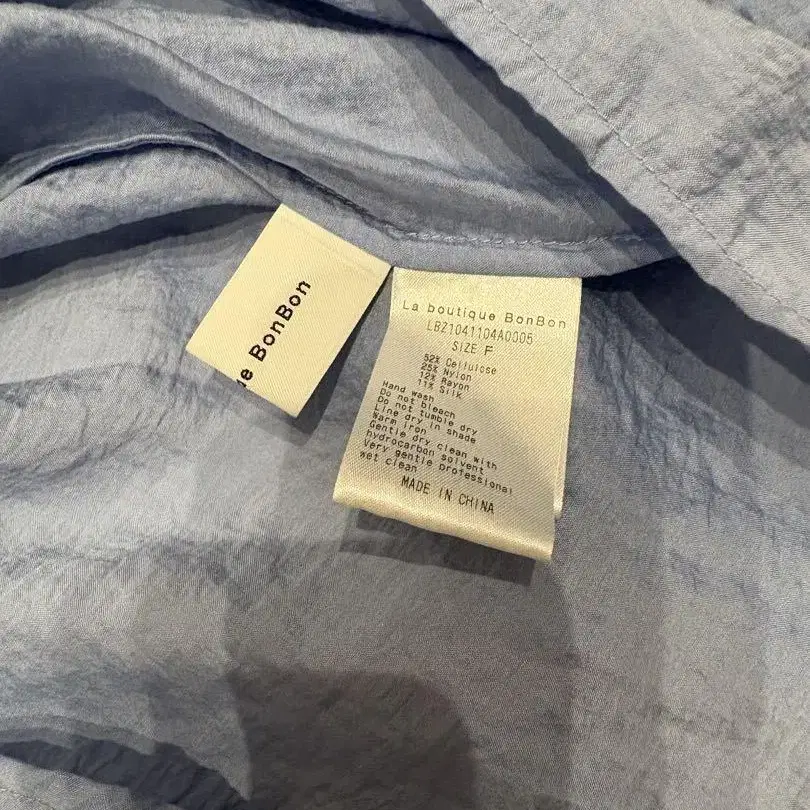 ue BonBon
La boutique BonBon
LBZ1041104A0005
SIZE F
52% Cellulose
25% Nylon
12% Rayon
11% Silk
Hand wash
Do not bleach
Do not tumble dry
Line dry in shade
Warm iron
Gentle dry clean with
hydrocarbon solvent
Very gentle professional
wet clean
MADE IN CHINA